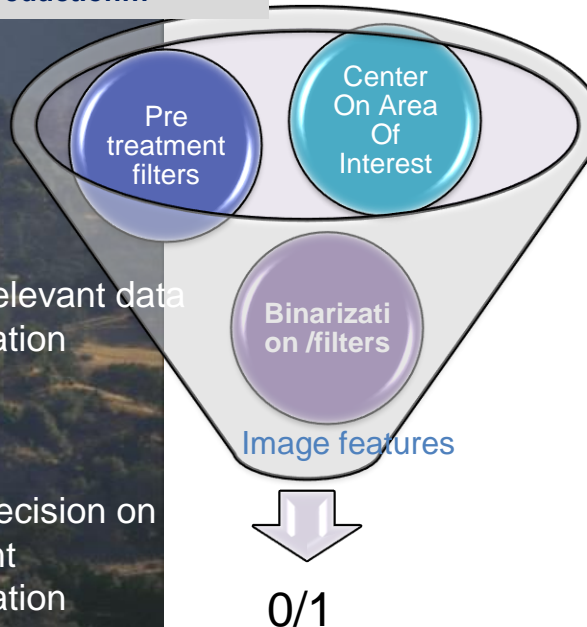 Pre
treatment
filters
Center
On Area
Of
Interest
elevant data
ation
Binarizati
on /filters
Image features
ecision on
ation
0/1